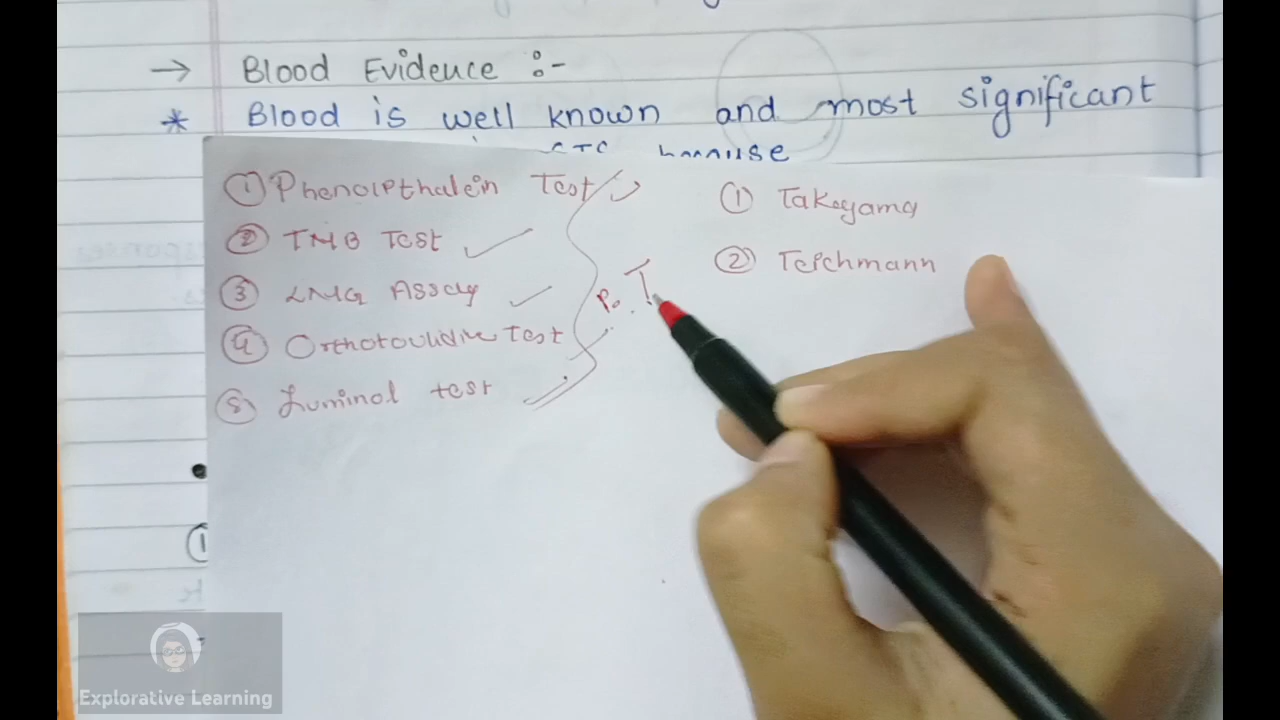 → Blood Evidence :-
* Blood is well known and most significant
① Phenolpthalein Test
② TMB Test
③ LMG Assay
④ Orthotoulidine Test
⑤ Luminol test
P. T
① Takayama
② Teichmann
①
Explorative Learning